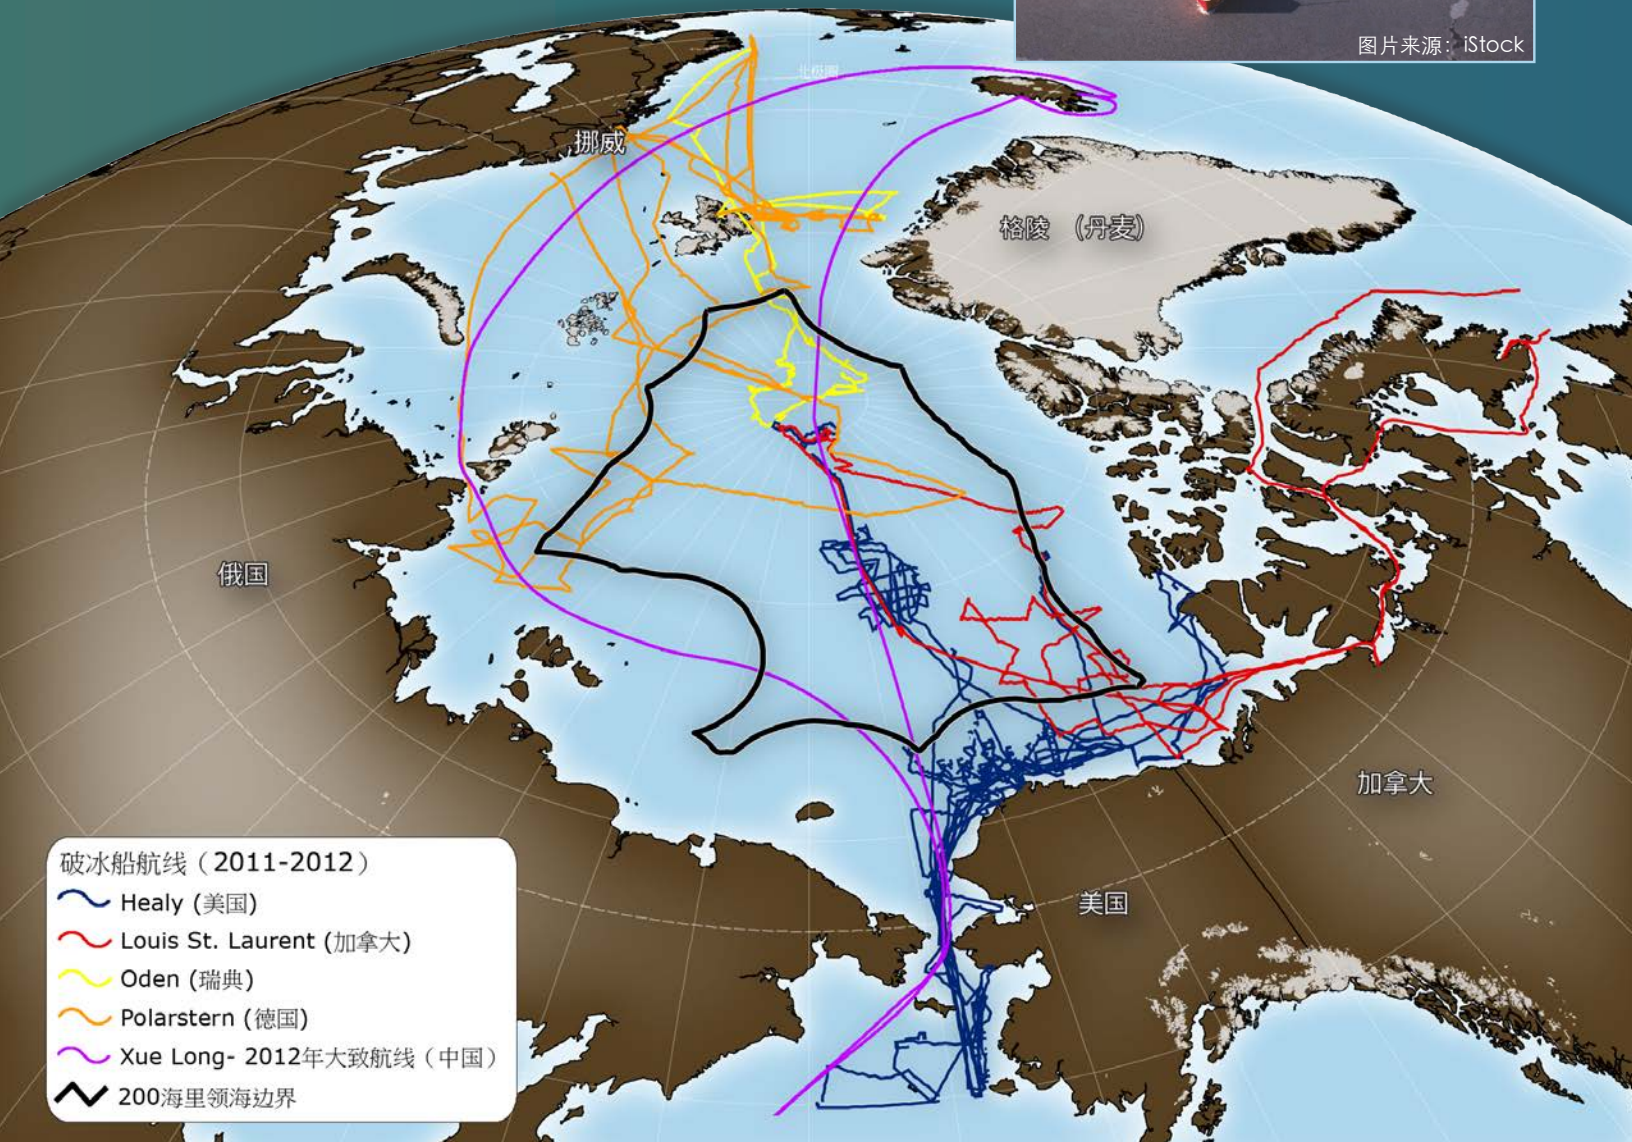 图片来源：iStock
北极圈
挪威
格陵 （丹麦）
俄国
加拿大
美国
破冰船航线（2011-2012）
Healy (美国)
Louis St. Laurent (加拿大)
Oden (瑞典)
Polarstern (德国)
Xue Long- 2012年大致航线（中国）
200海里领海边界